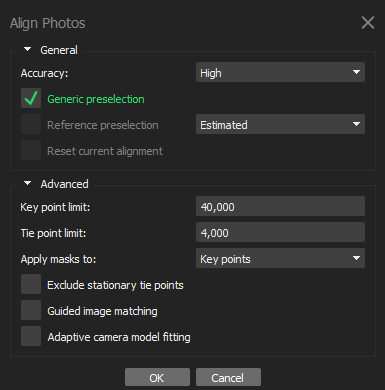 Align Photos
General
Accuracy: High
Generic preselection
Reference preselection Estimated
Reset current alignment
Advanced
Key point limit: 40,000
Tie point limit: 4,000
Apply masks to: Key points
Exclude stationary tie points
Guided image matching
Adaptive camera model fitting
OK Cancel